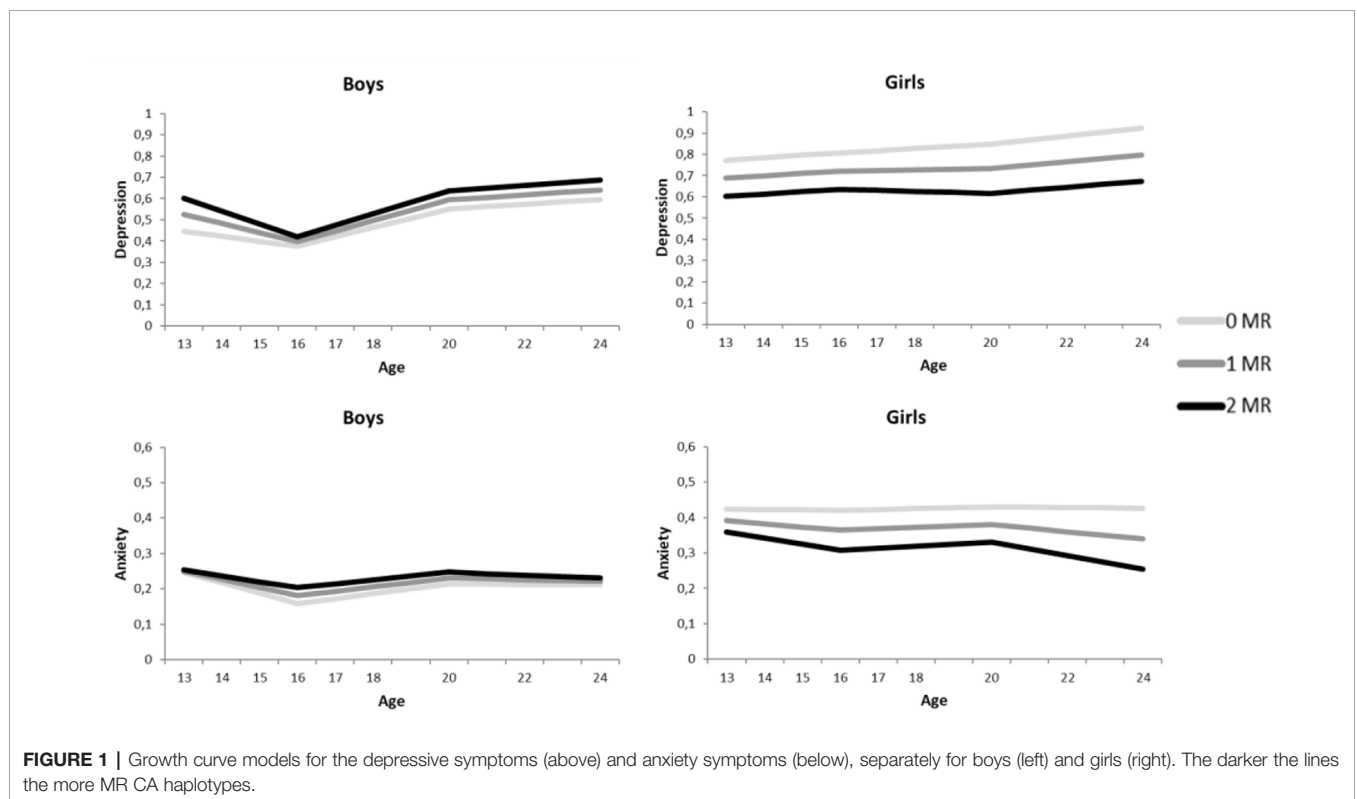 Boys
1
0,9
0,8
0,7
0,6
0,5
0,4
0,3
0,2
0,1
0
Depression
13 14 15 16 17 18 20 22 24
Age
Girls
1
0,9
0,8
0,7
0,6
0,5
0,4
0,3
0,2
0,1
0
Depression
13 14 15 16 17 18 20 22 24
Age
0 MR
1 MR
2 MR
Boys
0,6
0,5
0,4
0,3
0,2
0,1
0
Anxiety
13 14 15 16 17 18 20 22 24
Age
Girls
0,6
0,5
0,4
0,3
0,2
0,1
0
Anxiety
13 14 15 16 17 18 20 22 24
Age
FIGURE 1 | Growth curve models for the depressive symptoms (above) and anxiety symptoms (below), separately for boys (left) and girls (right). The darker the lines
the more MR CA haplotypes.